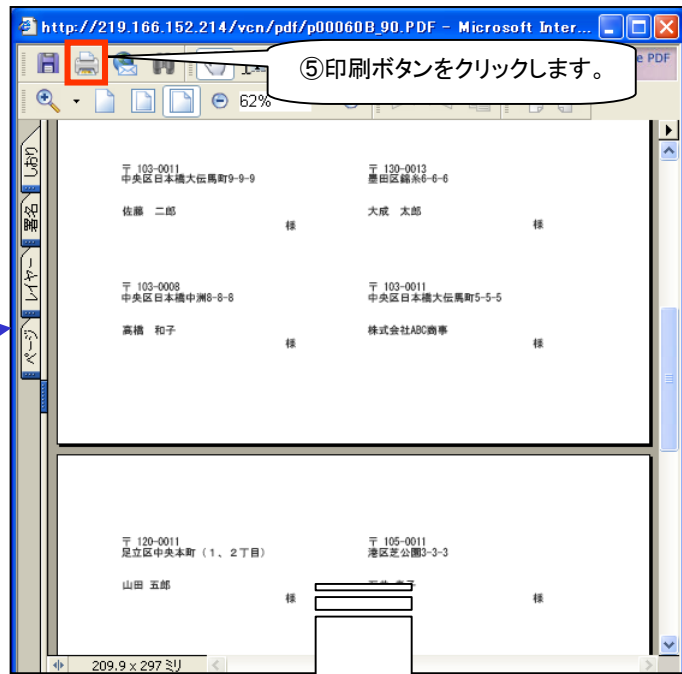 http://219.166.152.214/vcn/pdf/p00060B_90.PDF - Microsoft Inter...
⑤印刷ボタンをクリックします。
PDF
62%
しおり
署名
レイヤー
ページ
〒 103-0011
中央区日本橋大伝馬町9-9-9
佐藤 二郎
様
〒 130-0013
墨田区錦糸6-6-6
大成 太郎
様
〒 103-0008
中央区日本橋中洲8-8-8
高橋 和子
様
〒 103-0011
中央区日本橋大伝馬町5-5-5
株式会社ABC商事
様
〒 120-0011
足立区中央本町(1、2丁目)
山田 五郎
様
〒 105-0011
港区芝公園3-3-3
様
209.9 x 297 ミリ